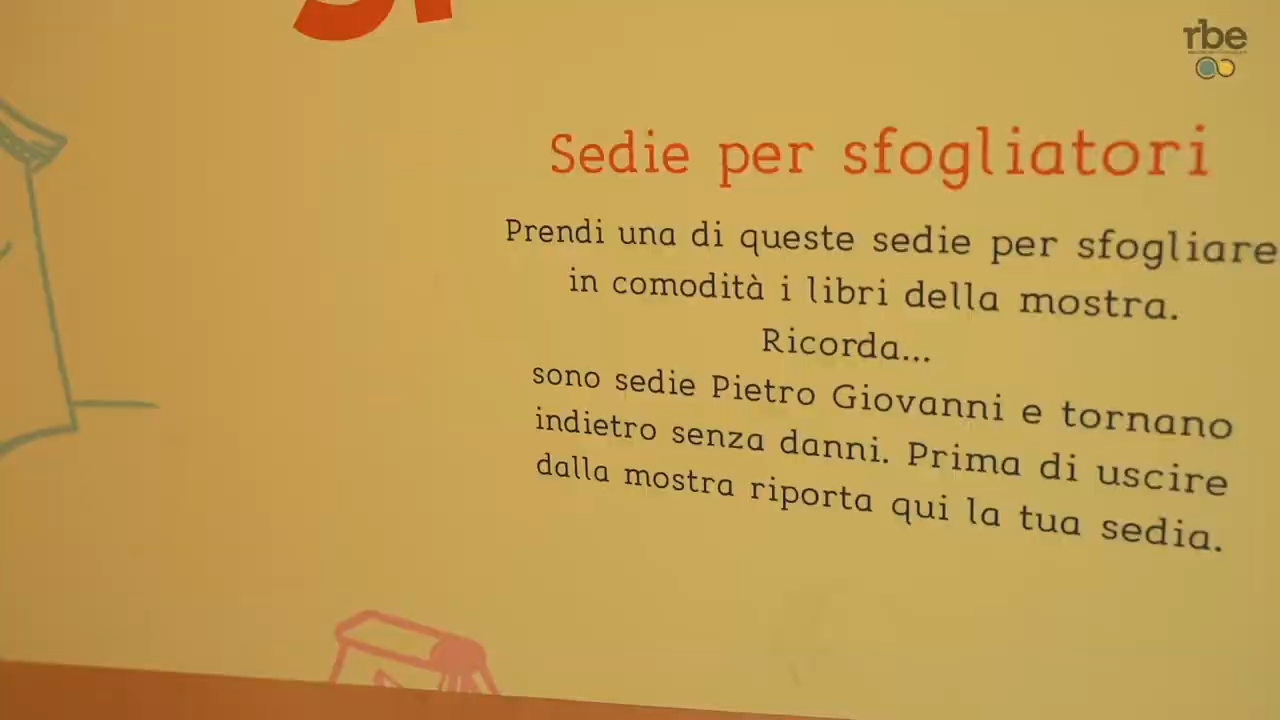 rbe
Sedie per sfogliatori
Prendi una di queste sedie per sfogliare
in comodità i libri della mostra.
Ricorda...
sono sedie Pietro Giovanni e tornano
indietro senza danni. Prima di uscire
dalla mostra riporta qui la tua sedia.